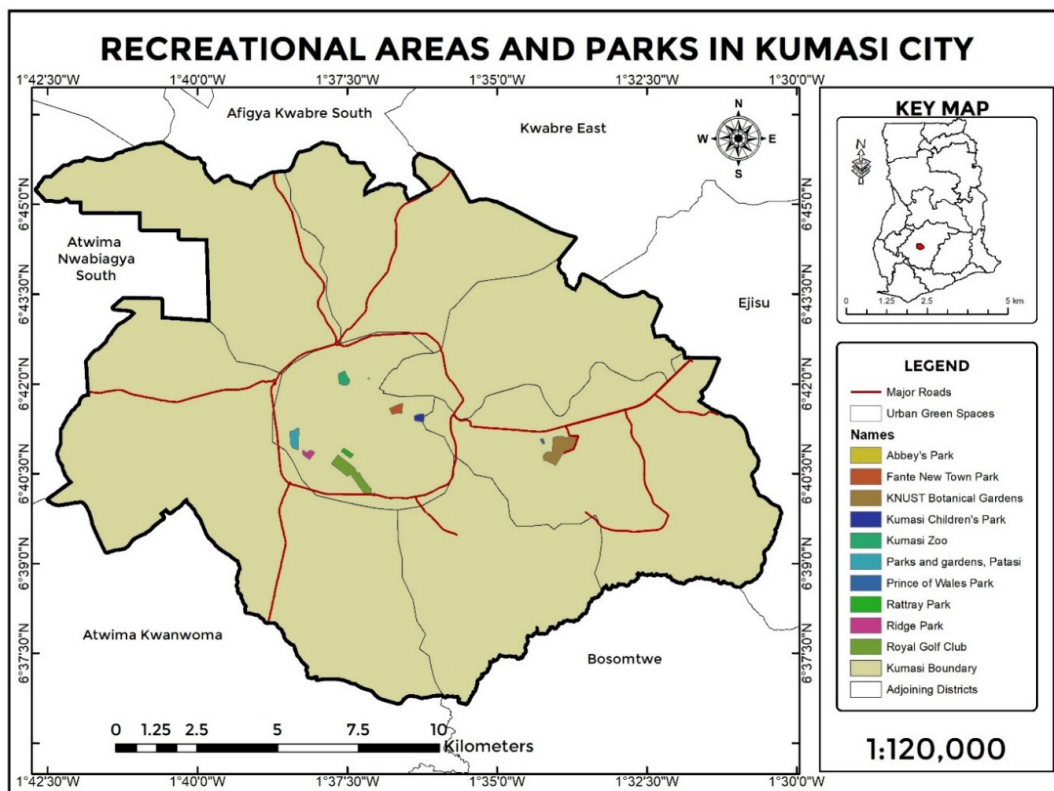 RECREATIONAL AREAS AND PARKS IN KUMASI CITY
1°42'30"W 1°40'0"W 1°37'30"W 1°35'0"W 1°32'30"W 1°30'0"W
Afigya Kwabre South
Kwabre East
N
W E
S
6°45'0"N 6°45'0"N
Atwima
Nwabiagya
South
6°43'30"N 6°43'30"N
Ejisu
6°42'0"N 6°42'0"N
6°40'30"N 6°40'30"N
6°39'0"N 6°39'0"N
Atwima Kwanwoma
Bosomtwe
6°37'30"N 6°37'30"N
0 1.25 2.5 5 7.5 10
Kilometers
1°42'30"W 1°40'0"W 1°37'30"W 1°35'0"W 1°32'30"W 1°30'0"W
KEY MAP
N
0 1.25 2.5 5 km
LEGEND
Major Roads
Urban Green Spaces
Names
Abbey's Park
Fante New Town Park
KNUST Botanical Gardens
Kumasi Children's Park
Kumasi Zoo
Parks and gardens, Patasi
Prince of Wales Park
Rattray Park
Ridge Park
Royal Golf Club
Kumasi Boundary
Adjoining Districts
1:120,000